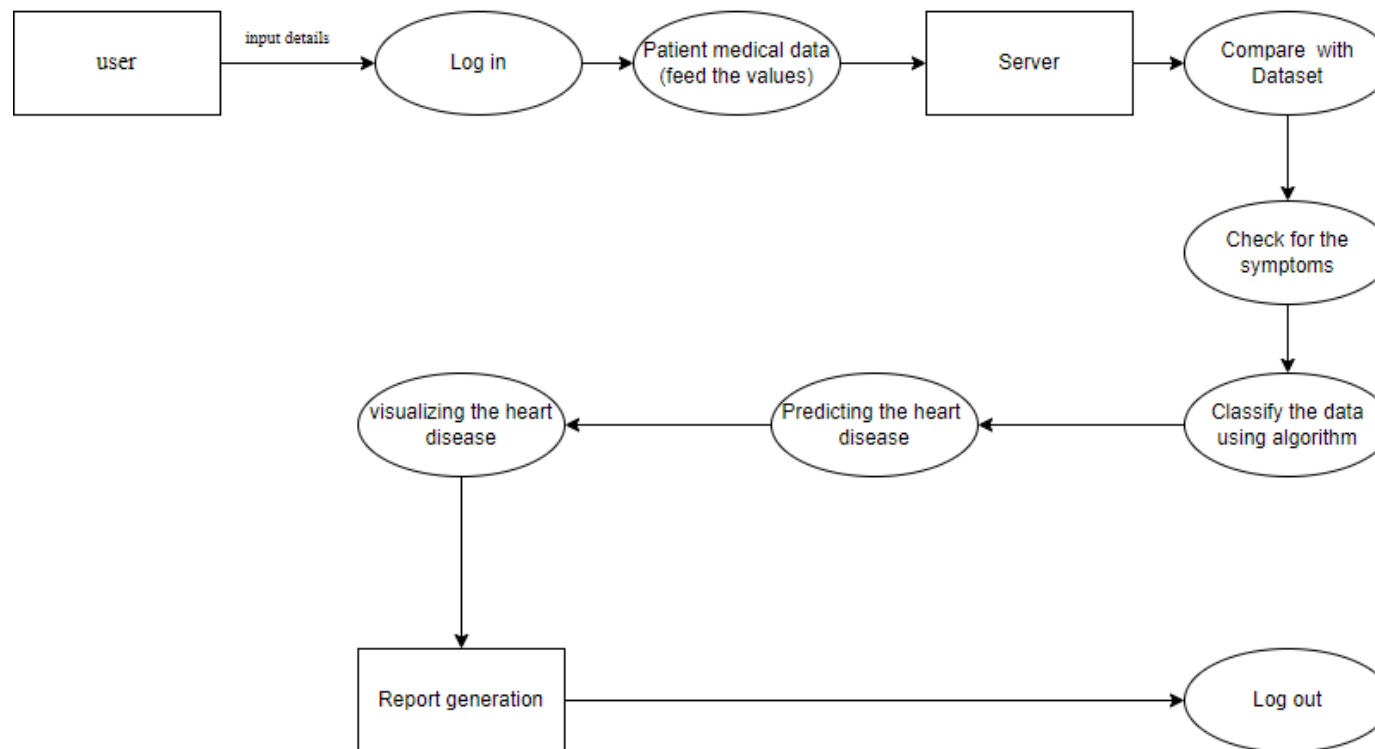 user
input details
Log in
Patient medical data
(feed the values)
Server
Compare with
Dataset
Check for the
symptoms
Classify the data
using algorithm
Predicting the heart
disease
visualizing the heart
disease
Report generation
Log out